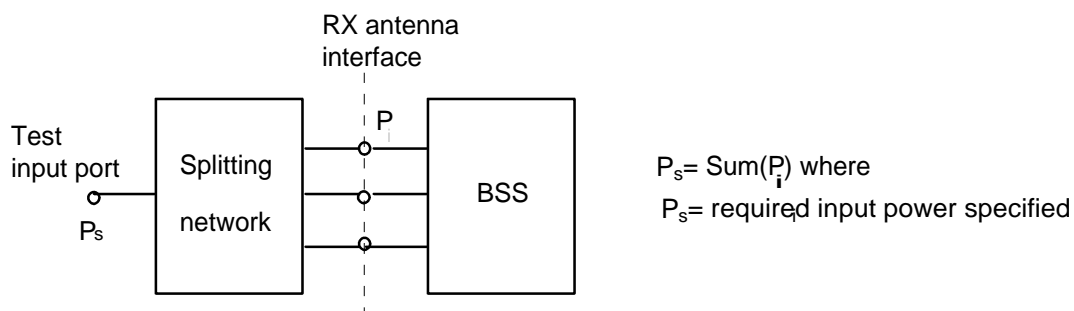 RX antenna
interface
P
i
Test
input port
Splitting
network
BSS
Ps
Ps= Sum(Pi) where
Ps= required input power specified